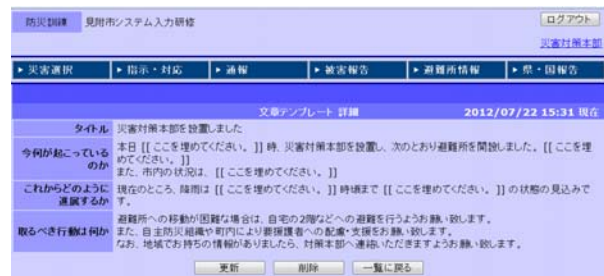 防災訓練 見附市システム入力研修 ログアウト
災害対策本部
▶災害選択 ▶指示・対応 ▶通報 ▶被害報告 ▶避難所情報 ▶県・国報告
文章テンプレート 詳細 2012/07/22 15:31 現在
タイトル 災害対策本部を設置しました
今何が起こっているのか 本日 [[ ここを埋めてください。 ]] 時、災害対策本部を設置し、次のとおり避難所を開設しました。 [[ ここを埋めてください。 ]]
また、市内の状況は、[[ ここを埋めてください。 ]]
これからどのように進展するか 現在のところ、降雨は [[ ここを埋めてください。 ]] 時頃まで [[ ここを埋めてください。 ]] の状態の見込みです。
取るべき行動は何か 避難所への移動が困難な場合は、自宅の2階などへの避難を行うようお願い致します。
また、自主防災組織や町内により要援護者への配慮・支援をお願い致します。
なお、地域でお持ちの情報がありましたら、対策本部へ連絡いただきますようお願い致します。
更新 削除 一覧に戻る